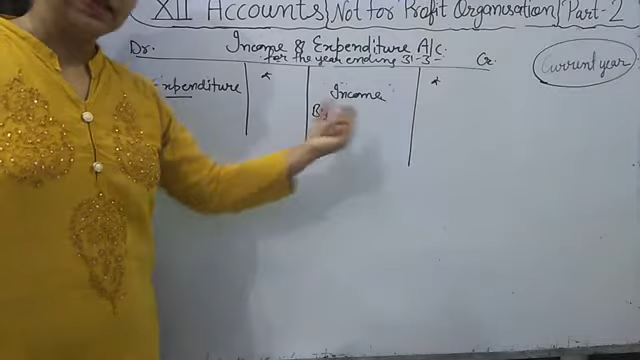 XII Accounts | Not for Profit Organisation | Part-2
Dr. Income & Expenditure A/c. Cr.
for the year ending 31-3-
Current year
Expenditure Income
By